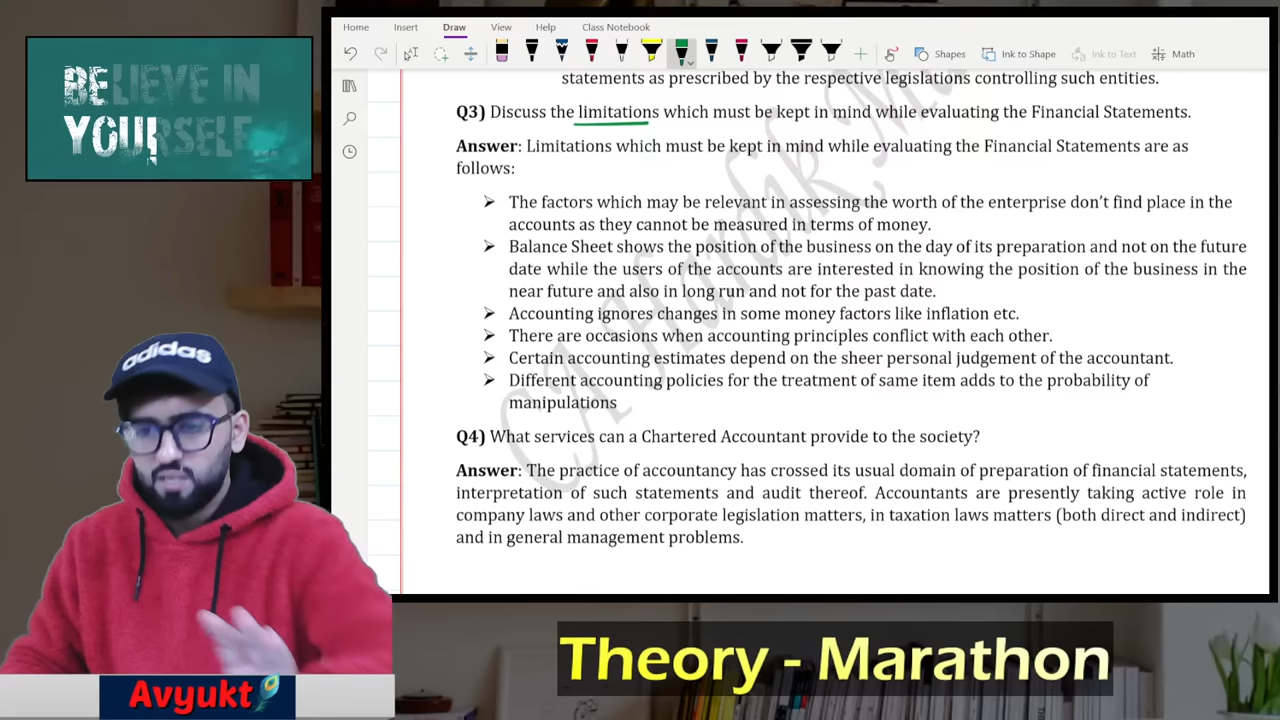 BELIEVE IN
YOURSELF
Home Insert Draw View Help Class Notebook
Shapes Ink to Shape Ink to Text Math
statements as prescribed by the respective legislations controlling such entities.
Q3) Discuss the limitations which must be kept in mind while evaluating the Financial Statements.
Answer: Limitations which must be kept in mind while evaluating the Financial Statements are as
follows:
➤ The factors which may be relevant in assessing the worth of the enterprise don't find place in the
accounts as they cannot be measured in terms of money.
➤ Balance Sheet shows the position of the business on the day of its preparation and not on the future
date while the users of the accounts are interested in knowing the position of the business in the
near future and also in long run and not for the past date.
➤ Accounting ignores changes in some money factors like inflation etc.
➤ There are occasions when accounting principles conflict with each other.
➤ Certain accounting estimates depend on the sheer personal judgement of the accountant.
➤ Different accounting policies for the treatment of same item adds to the probability of
manipulations
Q4) What services can a Chartered Accountant provide to the society?
Answer: The practice of accountancy has crossed its usual domain of preparation of financial statements,
interpretation of such statements and audit thereof. Accountants are presently taking active role in
company laws and other corporate legislation matters, in taxation laws matters (both direct and indirect)
and in general management problems.
CA Hardik
adidas
Theory - Marathon
Avyukt